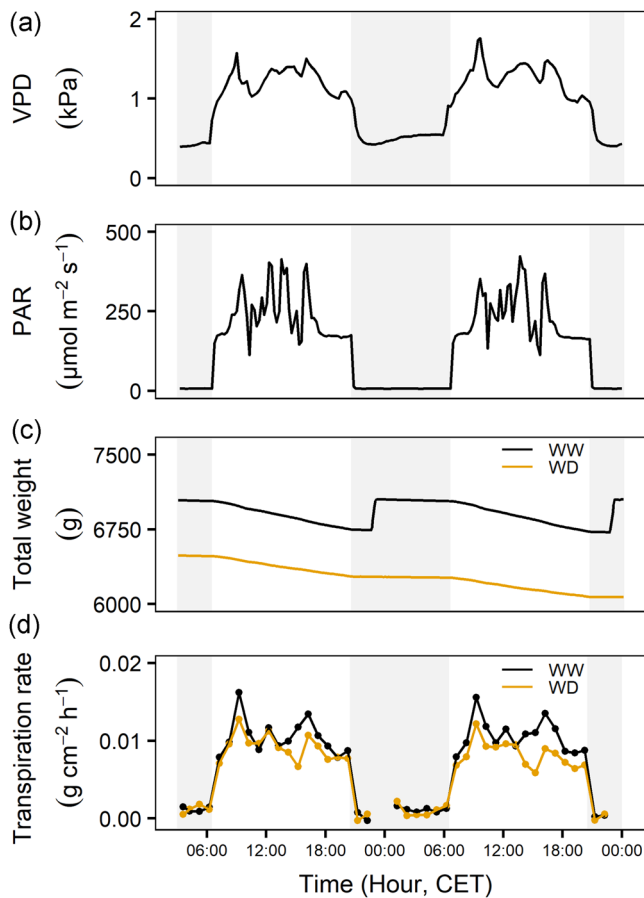 (a)
VPD
(kPa)
2
1
0
(b)
PAR
(µmol m⁻² s⁻¹)
500
250
0
(c)
Total weight
(g)
7500
6750
6000
WW
WD
(d)
Transpiration rate
(g cm⁻² h⁻¹)
0.02
0.01
0.00
WW
WD
06:00 12:00 18:00 00:00 06:00 12:00 18:00 00:00
Time (Hour, CET)